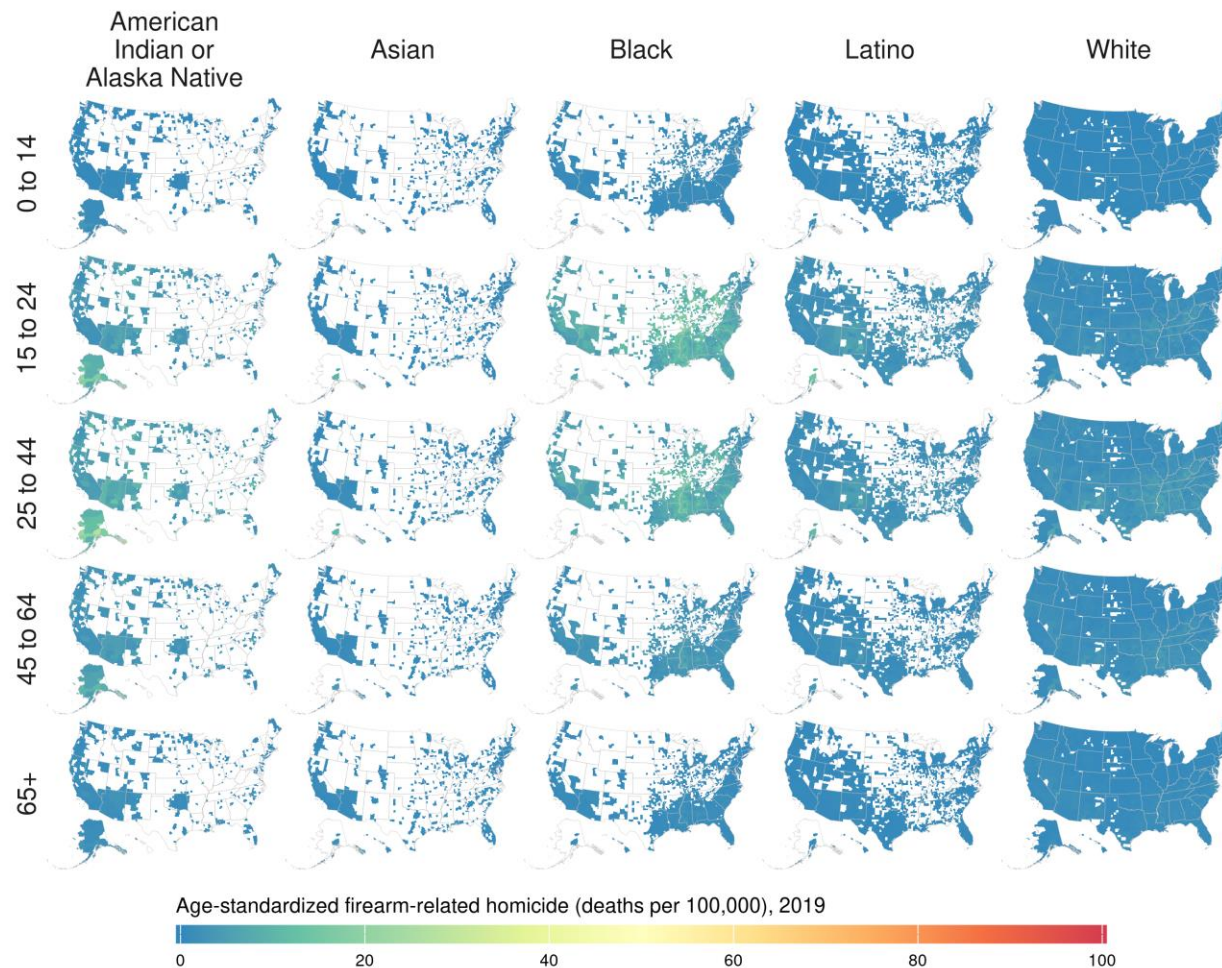 American
Indian or
Alaska Native
Asian
Black
Latino
White
0 to 14
15 to 24
25 to 44
45 to 64
65+
Age-standardized firearm-related homicide (deaths per 100,000), 2019
0 20 40 60 80 100